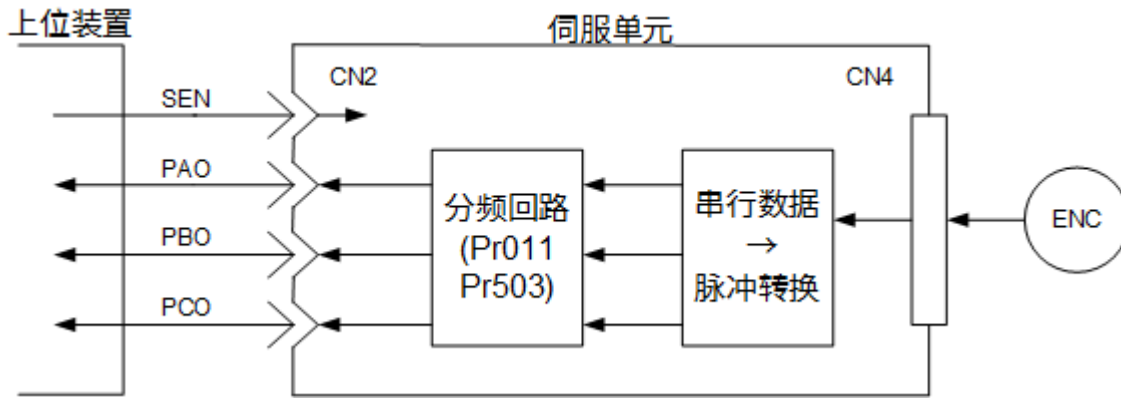 上位装置
伺服单元
CN2
CN4
SEN
PAO
PBO
PCO
分频回路
(Pr011
Pr503)
串行数据
→
脉冲转换
ENC